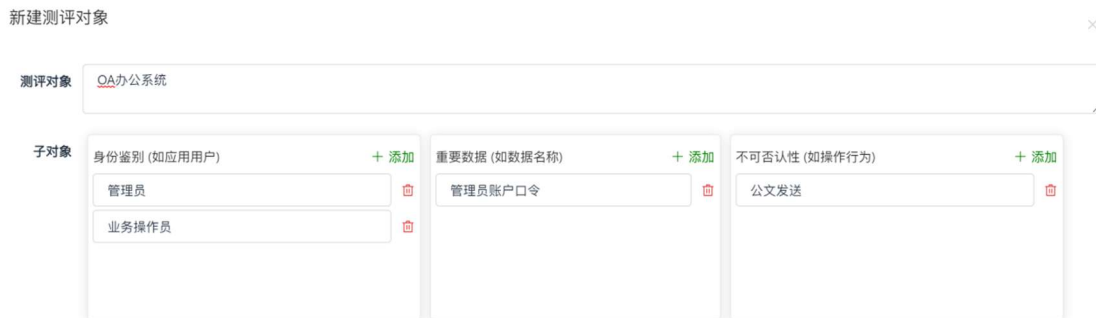 新建测评对象
测评对象
OA办公系统
子对象
身份鉴别 (如应用用户)
+ 添加
管理员
业务操作员
重要数据 (如数据名称)
+ 添加
管理员账户口令
不可否认性 (如操作行为)
+ 添加
公文发送